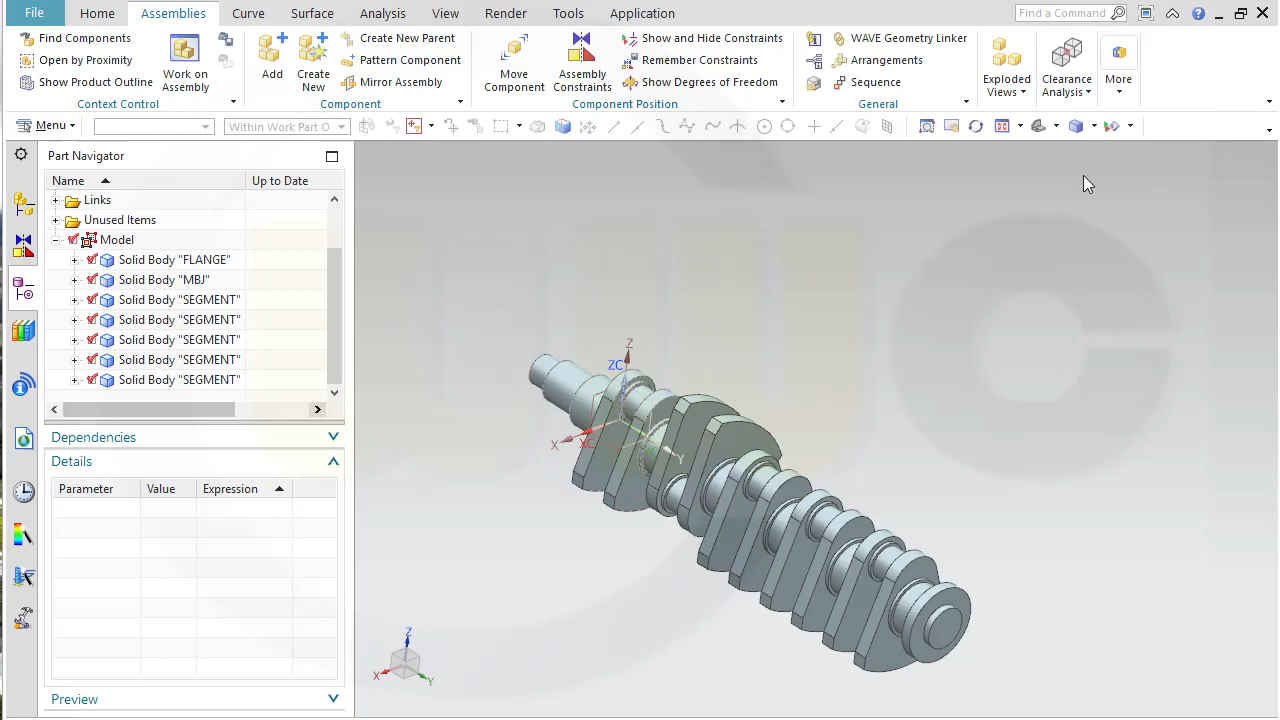 File Home Assemblies Curve Surface Analysis View Render Tools Application Find a Command
Find Components
Open by Proximity
Show Product Outline
Work on
Assembly
Context Control
Add
Create
New
Create New Parent
Pattern Component
Mirror Assembly
Component
Move
Component
Assembly
Constraints
Show and Hide Constraints
Remember Constraints
Show Degrees of Freedom
Component Position
WAVE Geometry Linker
Arrangements
Sequence
General
Exploded
Views
Clearance
Analysis
More
Menu
Within Work Part O
Part Navigator
Name Up to Date
Links
Unused Items
Model
Solid Body "FLANGE"
Solid Body "MBJ"
Solid Body "SEGMENT"
Solid Body "SEGMENT"
Solid Body "SEGMENT"
Solid Body "SEGMENT"
Solid Body "SEGMENT"
Dependencies
Details
Parameter Value Expression
Preview
Z
ZC
X
XC
Y
Z
X
Y